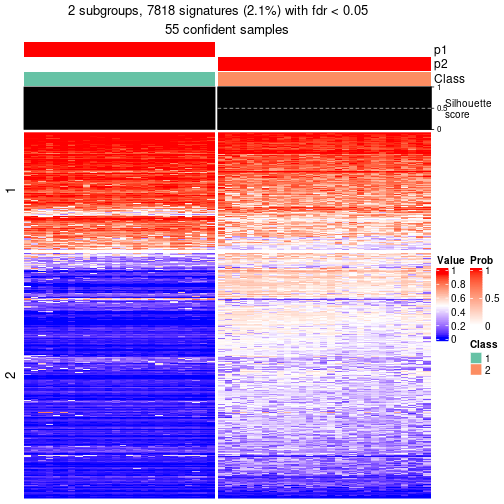 2 subgroups, 7818 signatures (2.1%) with fdr < 0.05
55 confident samples
p1
p2
Class
1
0.5
0
Silhouette
score
1
2
Value
1
0.8
0.6
0.4
0.2
0
Prob
1
0.5
0
Class
1
2